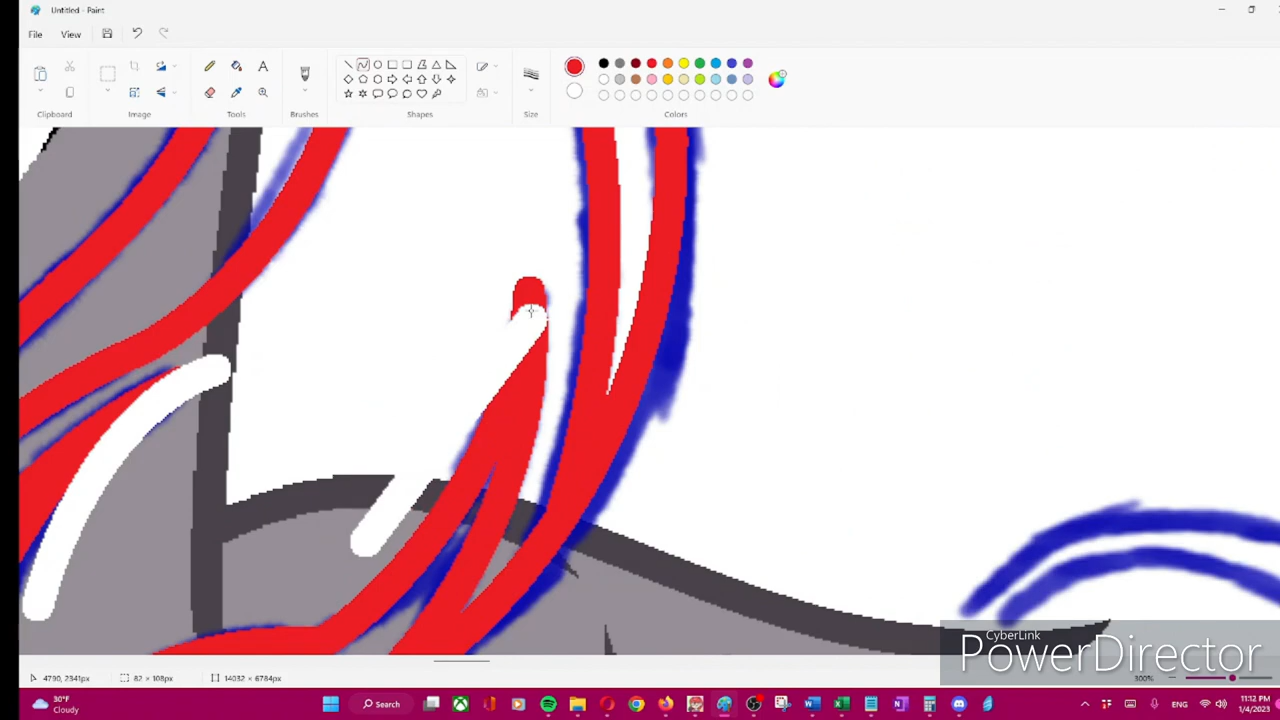 Untitled - Paint
File
View
A
Clipboard
Image
Tools
Brushes
Shapes
Size
Colors
CyberLink
PowerDirector
4790, 2341px
82 × 108px
14032 × 6784px
300%
30°F
Cloudy
Search
ENG
11:12 PM
1/4/2023